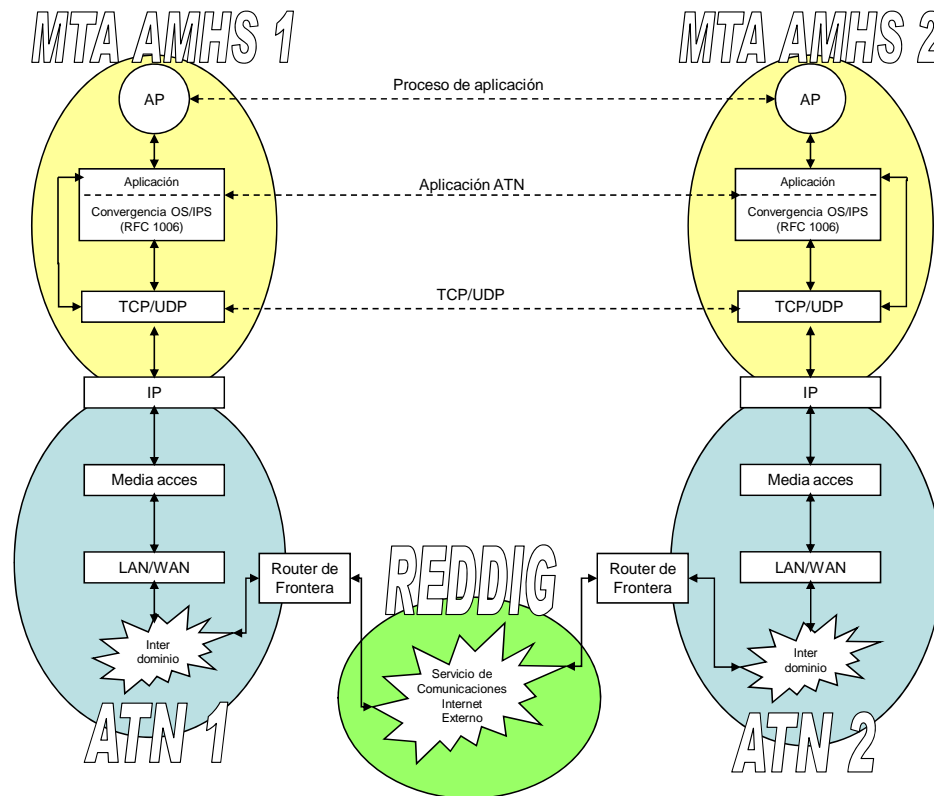 MTA AMHS 1
MTA AMHS 2
AP
Proceso de aplicación
AP
Aplicación
Convergencia OS/IPS
(RFC 1006)
Aplicación ATN
Aplicación
Convergencia OS/IPS
(RFC 1006)
TCP/UDP
TCP/UDP
TCP/UDP
IP
IP
Media acces
Media acces
LAN/WAN
Router de
Frontera
REDDIG
Router de
Frontera
LAN/WAN
Inter
dominio
Servicio de
Comunicaciones
Internet
Externo
Inter
dominio
ATN 1
ATN 2